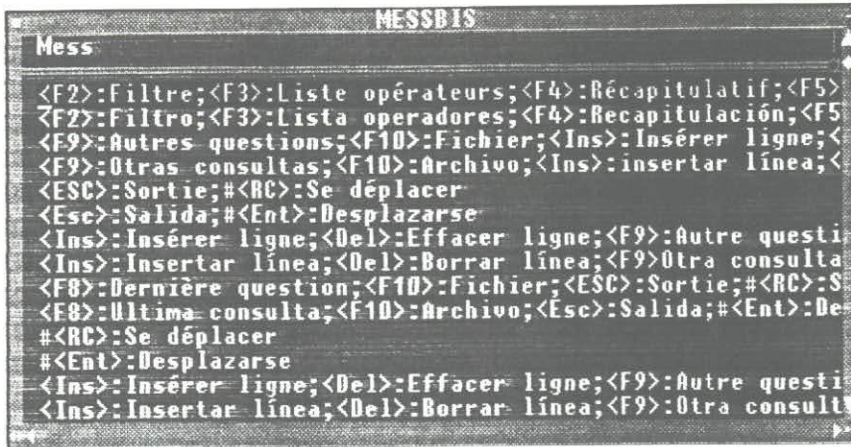 MESSBIS
Mess
<F2>:Filtre;<F3>:Liste opérateurs;<F4>:Récapitulatif;<F5>
<F2>:Filtro;<F3>:Lista operadores;<F4>:Recapitulación;<F5
<F9>:Autres questions;<F10>:Fichier;<Ins>:Insérer ligne;<
<F9>:Otras consultas;<F10>:Archivo;<Ins>:insertar línea;<
<ESC>:Sortie;#<RC>:Se déplacer
<Esc>:Salida;#<Ent>:Desplazarse
<Ins>:Insérer ligne;<Del>:Effacer ligne;<F9>:Autre questi
<Ins>:Insertar línea;<Del>:Borrar línea;<F9>Otra consulta
<F8>:Dernière question;<F10>:Fichier;<ESC>:Sortie;#<RC>:S
<F8>:Ultima consulta;<F10>:Archivo;<Esc>:Salida;#<Ent>:De
#<RC>:Se déplacer
#<Ent>:Desplazarse
<Ins>:Insérer ligne;<Del>:Effacer ligne;<F9>:Autre questi
<Ins>:Insertar línea;<Del>:Borrar línea;<F9>:Otra consult